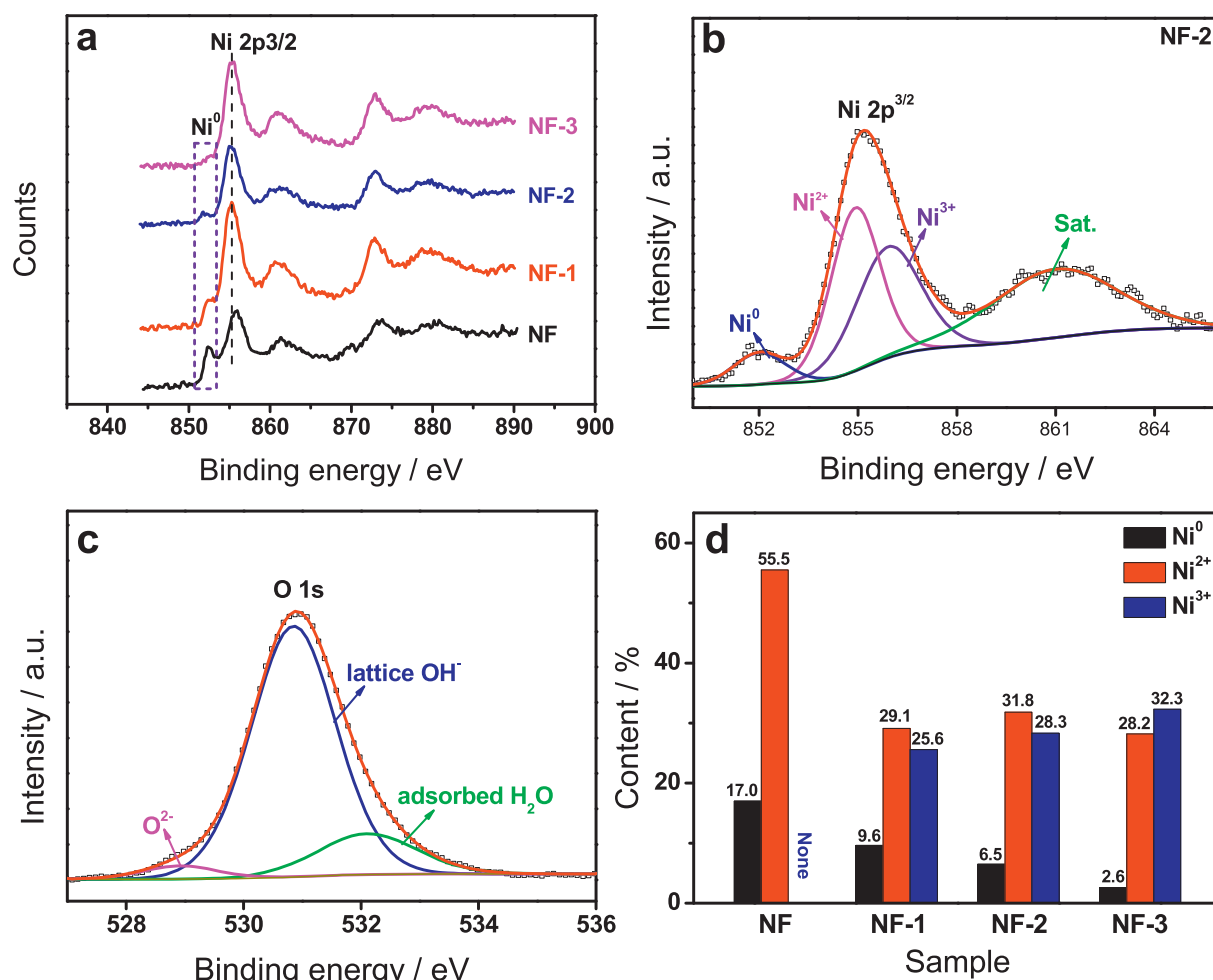 a
Ni 2p3/2
Ni⁰
NF-3
NF-2
NF-1
NF
Counts
840 850 860 870 880 890 900
Binding energy / eV
b
NF-2
Ni 2p³/²
Ni²⁺
Ni³⁺
Sat.
Ni⁰
Intensity / a.u.
852 855 858 861 864
Binding energy / eV
c
O 1s
lattice OH⁻
adsorbed H₂O
O²⁻
Intensity / a.u.
528 530 532 534 536
Binding energy / eV
d
Ni⁰
Ni²⁺
Ni³⁺
60
40
20
0
Content / %
17.0 55.5 None
9.6 29.1 25.6
6.5 31.8 28.3
2.6 28.2 32.3
NF NF-1 NF-2 NF-3
Sample